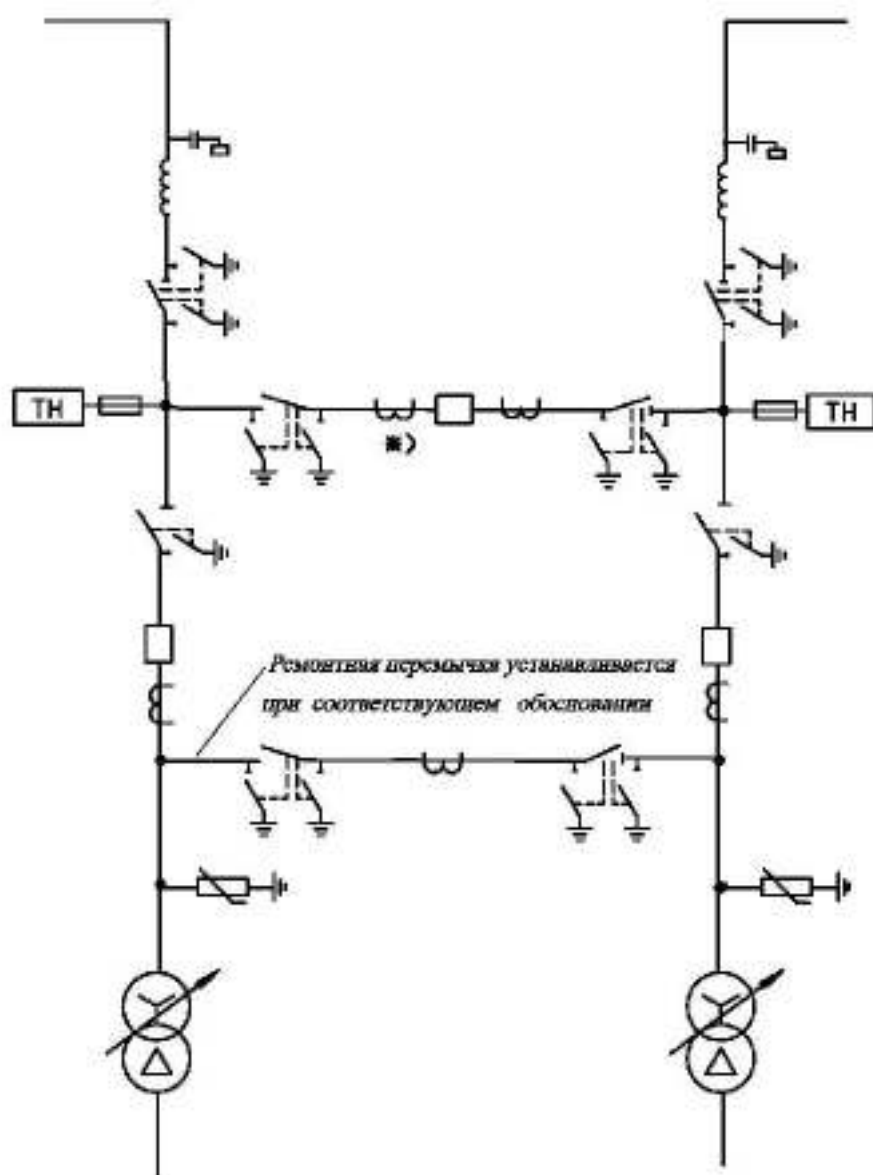 ТН
ТН
※)
Ремонтная перемычка устанавливается
при соответствующем обосновании